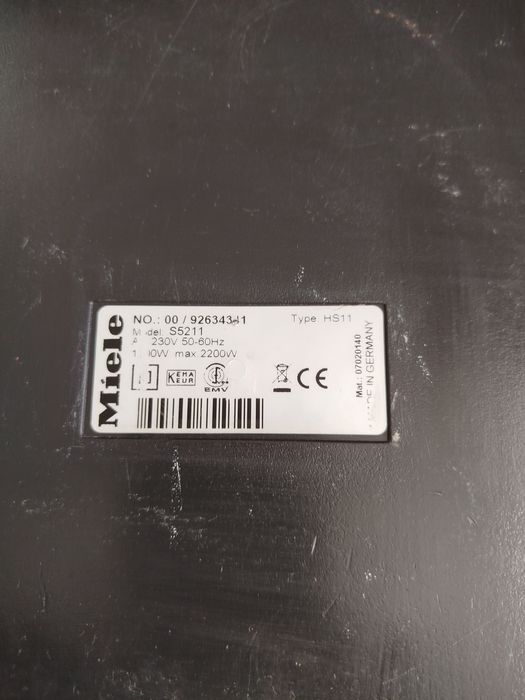 Miele
NO.: 00 / 92634341
Type: HS11
Model: S5211
230V 50-60Hz
max 2200W
KEMA
KEUR
EMV
CE
Mat.: 07020140
MADE IN GERMANY